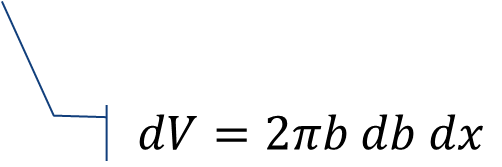 𝑑𝑉 = 2𝜋𝑏 𝑑𝑏 𝑑𝑥